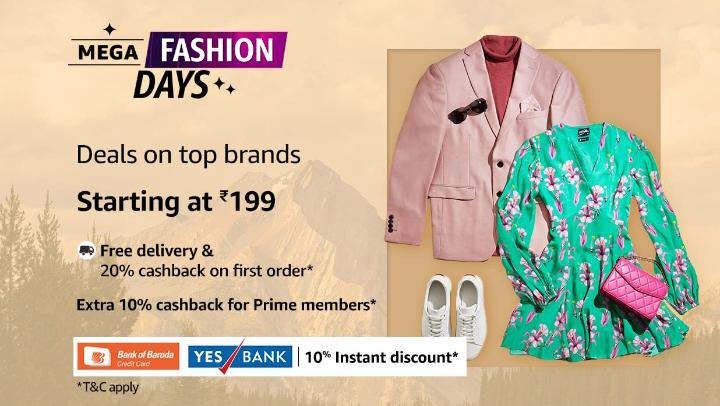 MEGA FASHION
DAYS
Deals on top brands
Starting at ₹199
Free delivery &
20% cashback on first order*
Extra 10% cashback for Prime members*
Bank of Baroda
Credit Card
YES BANK
10% Instant discount*
*T&C apply